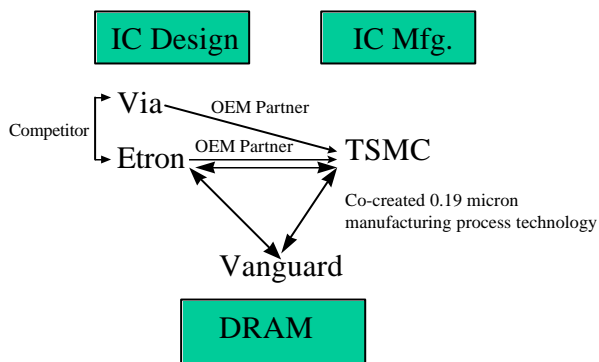 IC Design
IC Mfg.
Via
OEM Partner
Competitor
OEM Partner
Etron
TSMC
Co-created 0.19 micron
manufacturing process technology
Vanguard
DRAM